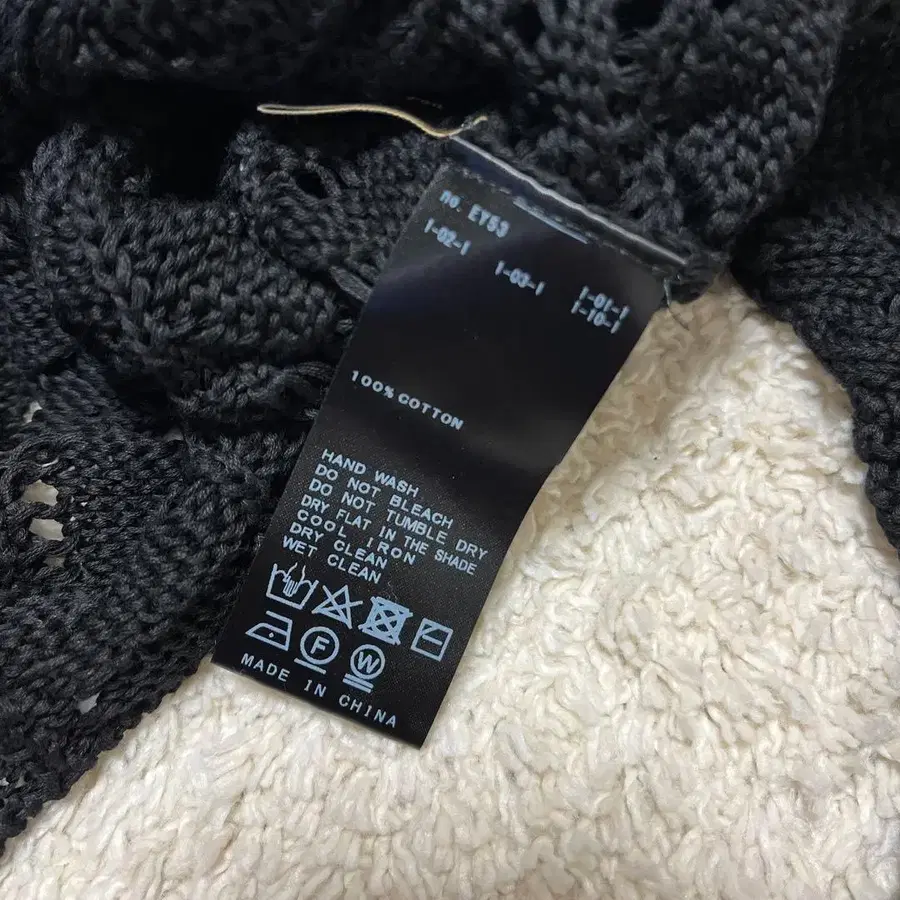 no. EY53
1-02-1
1-03-1
1-01-1
1-10-1
100% COTTON
HAND WASH
DO NOT BLEACH
DO NOT TUMBLE DRY
DRY FLAT IN THE SHADE
COOL IRON
DRY CLEAN
WET CLEAN
F
W
MADE IN CHINA